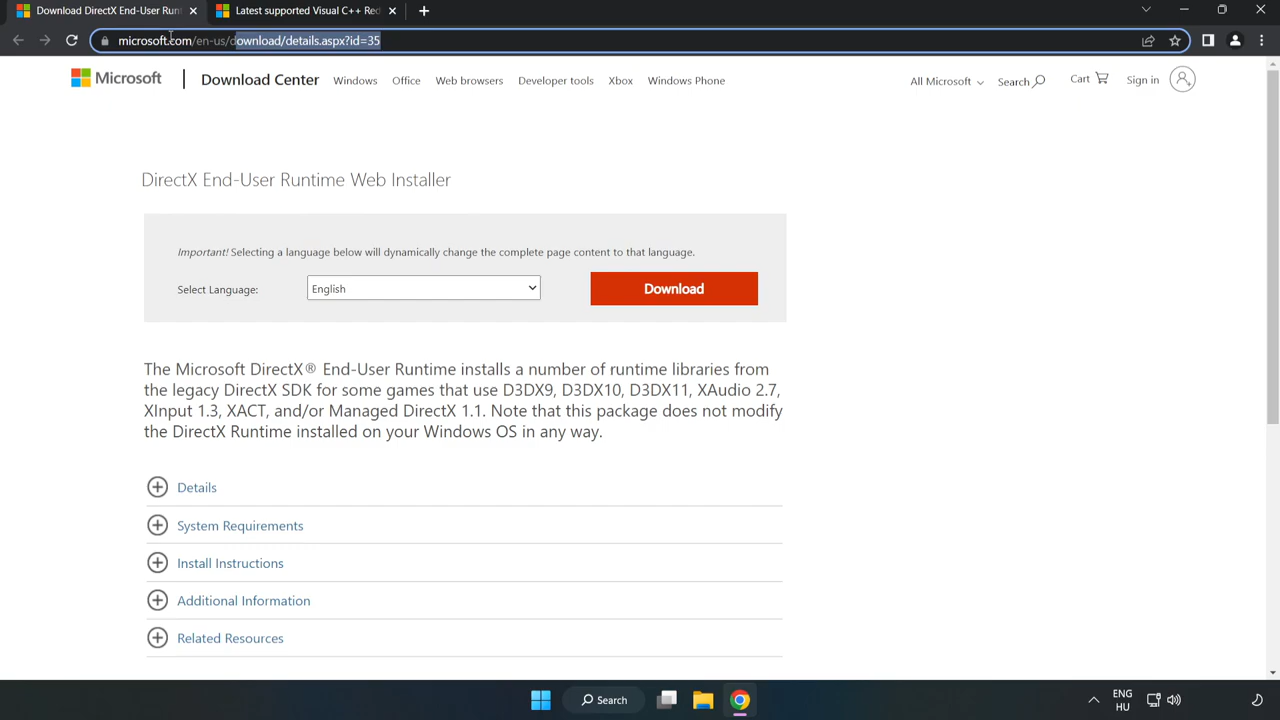 Download DirectX End-User Run
Latest supported Visual C++ Red
microsoft.com/en-us/download/details.aspx?id=35
Microsoft
Download Center
Windows
Office
Web browsers
Developer tools
Xbox
Windows Phone
All Microsoft
Search
Cart
Sign in
DirectX End-User Runtime Web Installer
Important! Selecting a language below will dynamically change the complete page content to that language.
Select Language:
English
Download
The Microsoft DirectX® End-User Runtime installs a number of runtime libraries from
the legacy DirectX SDK for some games that use D3DX9, D3DX10, D3DX11, XAudio 2.7,
XInput 1.3, XACT, and/or Managed DirectX 1.1. Note that this package does not modify
the DirectX Runtime installed on your Windows OS in any way.
Details
System Requirements
Install Instructions
Additional Information
Related Resources
Search
ENG
HU